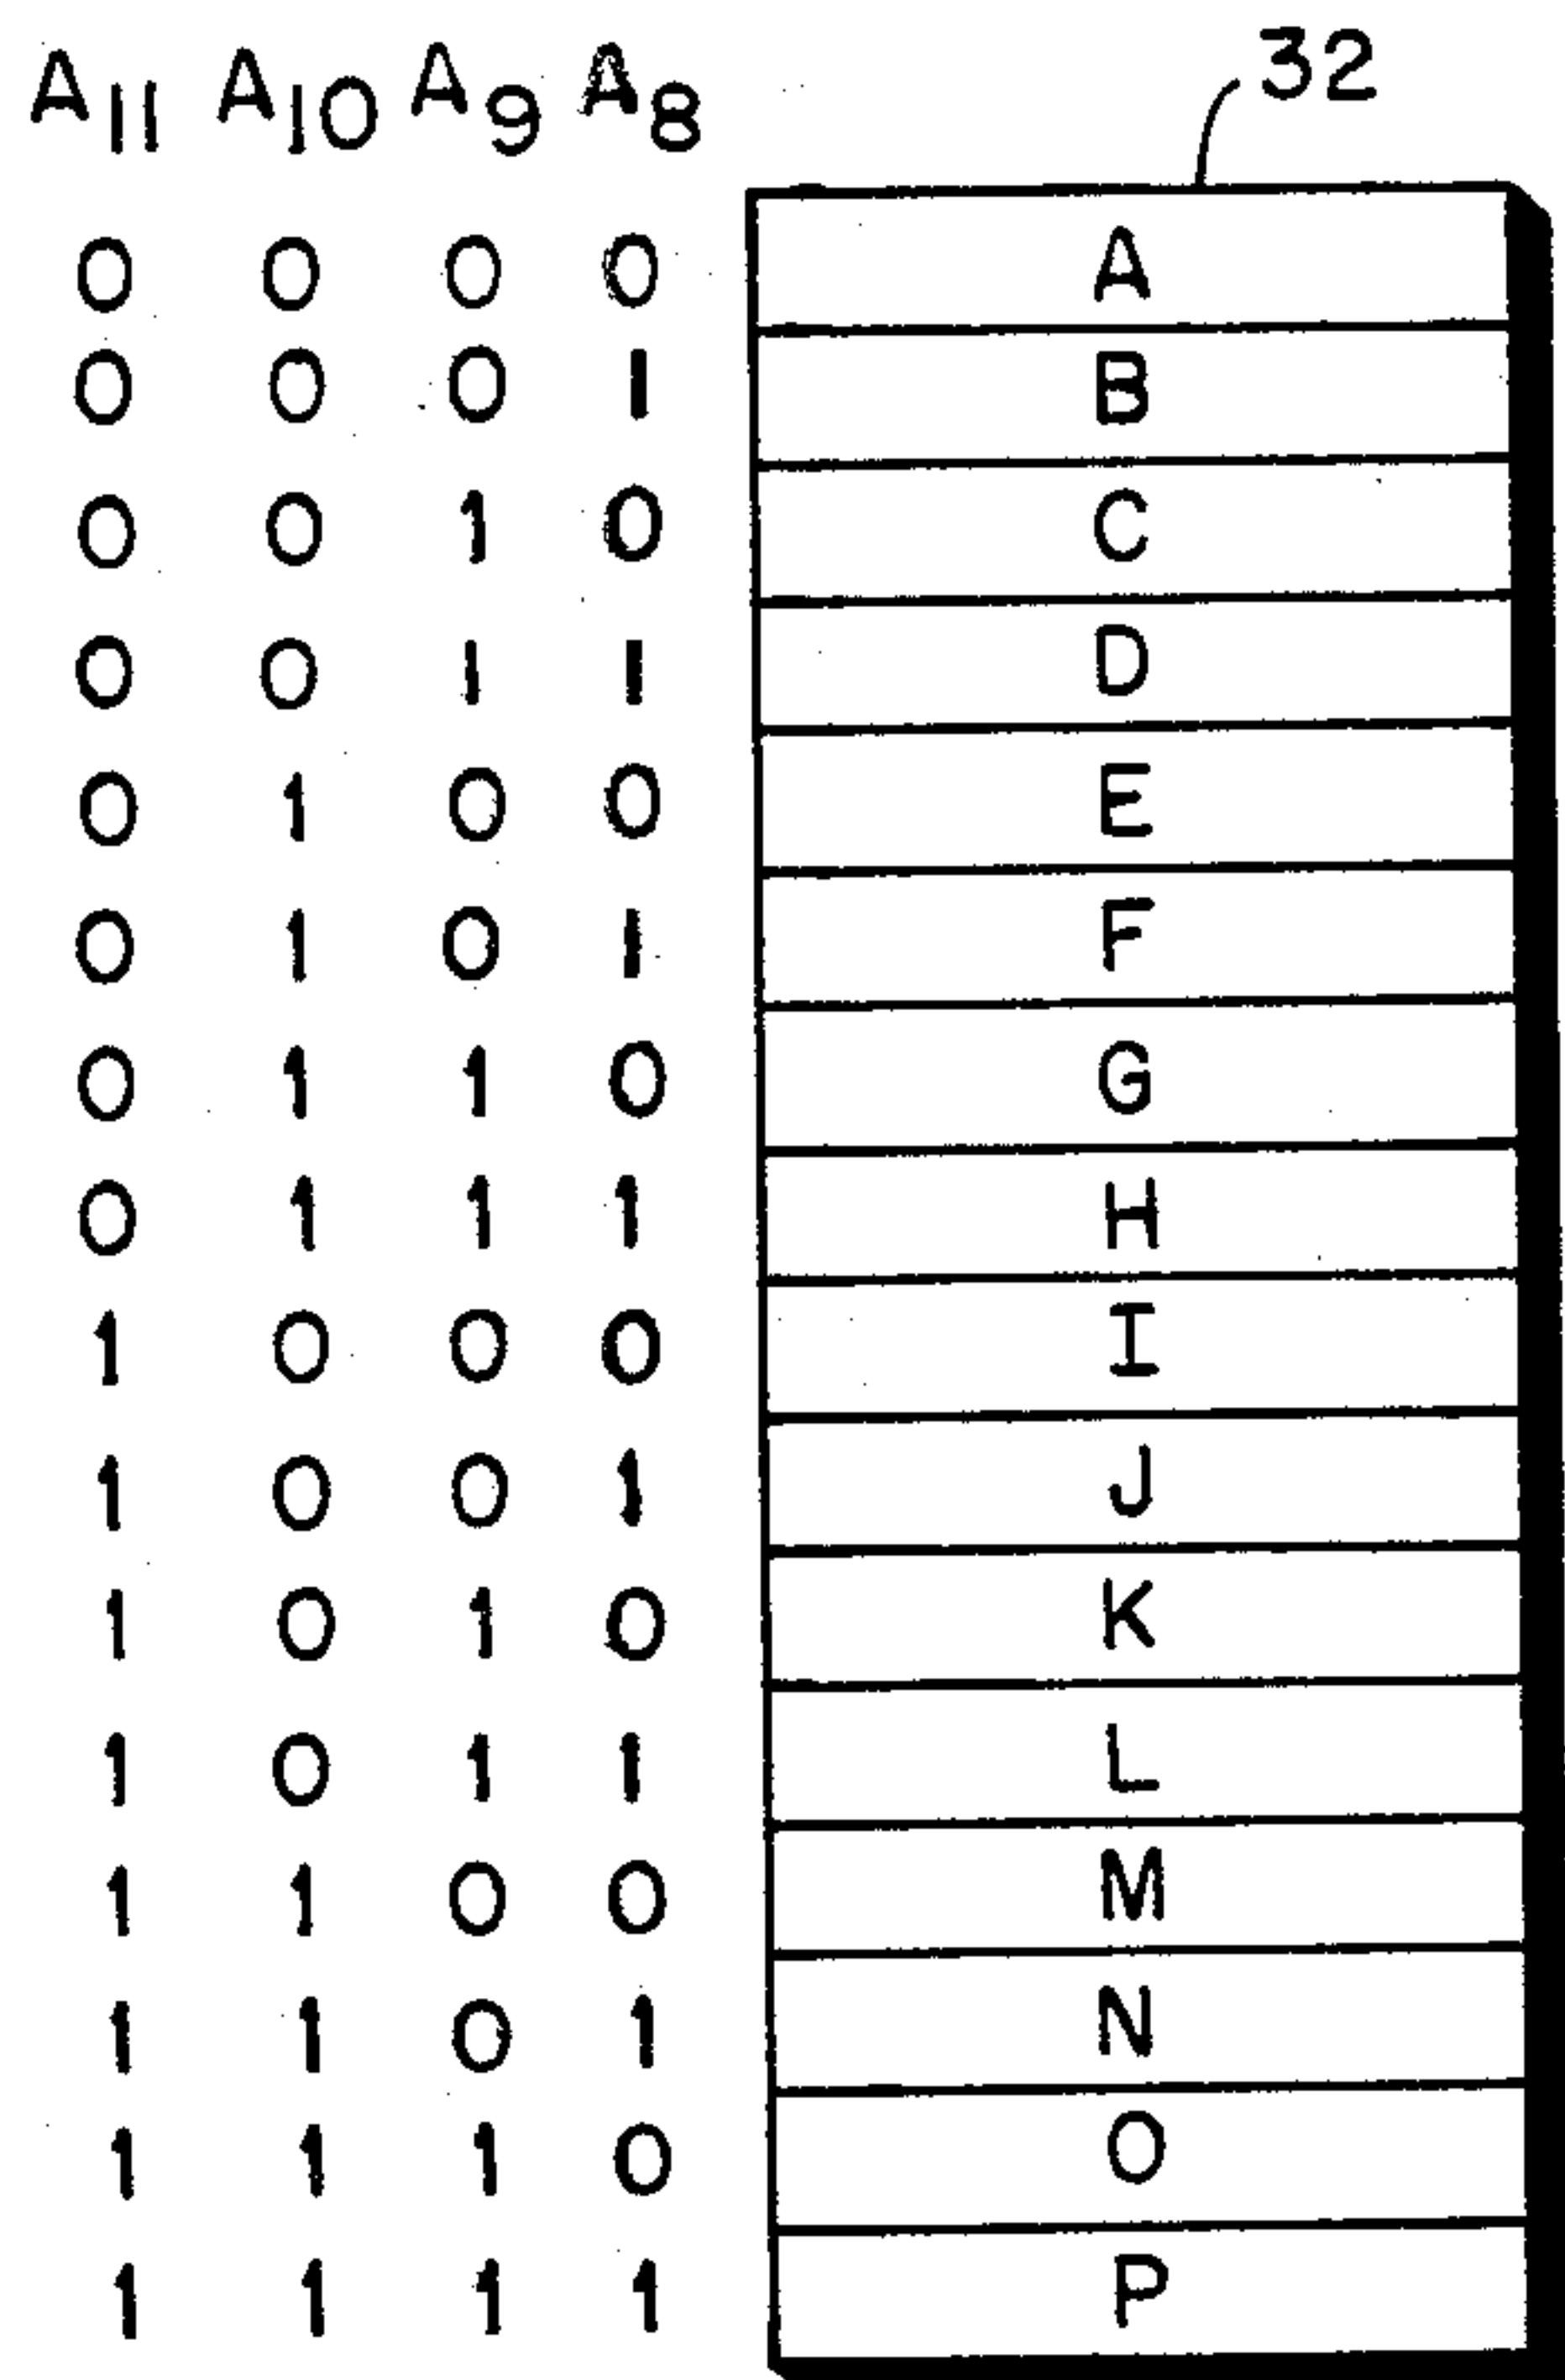 A11 A10 A9 A8 32
0 0 0 0 A
0 0 0 1 B
0 0 1 0 C
0 0 1 1 D
0 1 0 0 E
0 1 0 1 F
0 1 1 0 G
0 1 1 1 H
1 0 0 0 I
1 0 0 1 J
1 0 1 0 K
1 0 1 1 L
1 1 0 0 M
1 1 0 1 N
1 1 1 0 O
1 1 1 1 P